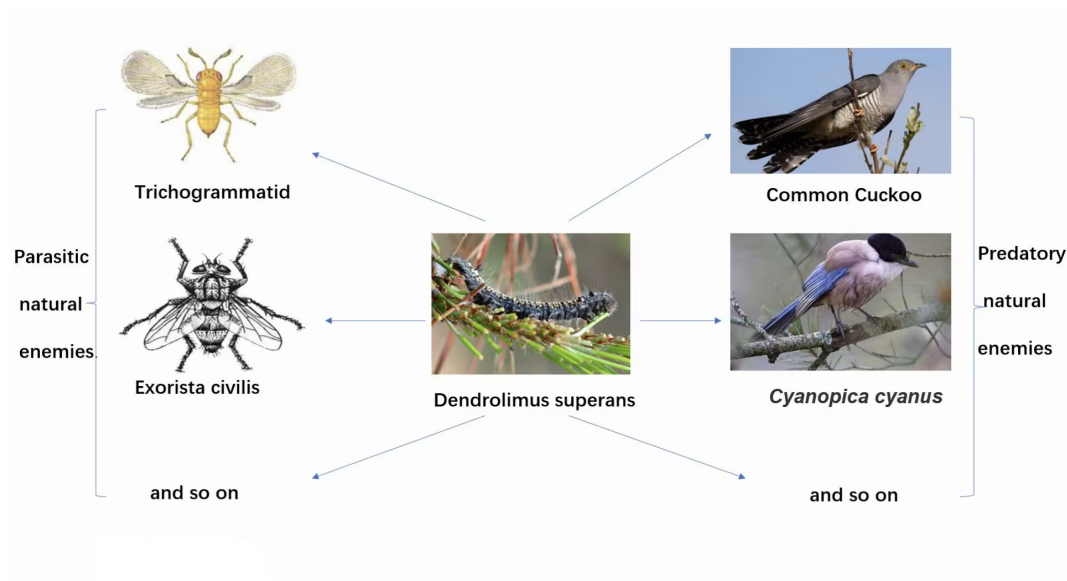 Trichogrammatid
Common Cuckoo
Parasitic
natural
enemies
Predatory
natural
enemies
Exorista civilis
Dendrolimus superans
Cyanopica cyanus
and so on
and so on